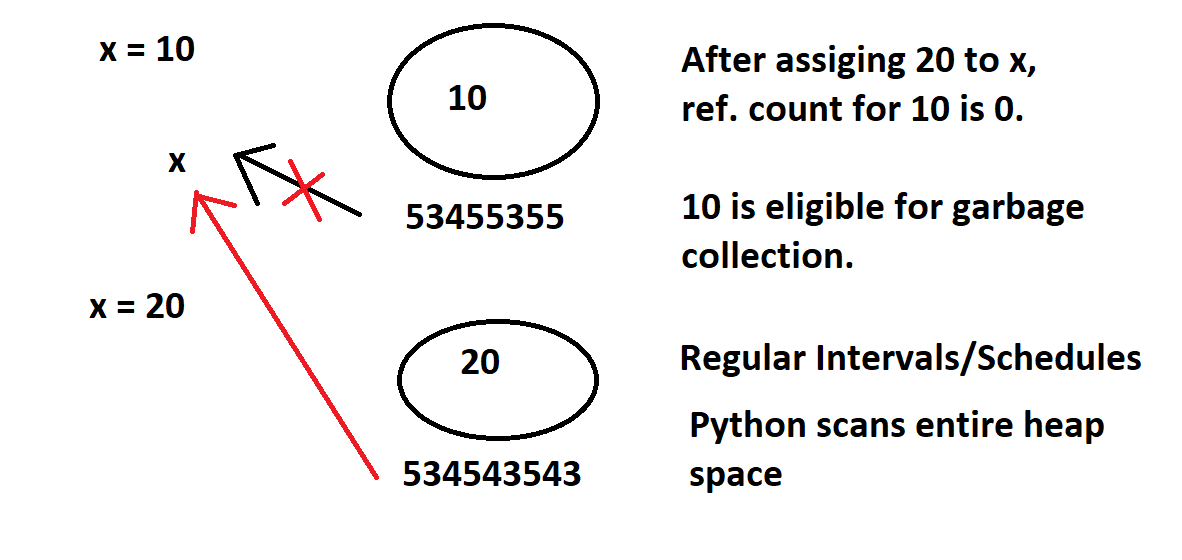 x = 10
10
x
53455355
x = 20
20
534543543
After assiging 20 to x,
ref. count for 10 is 0.
10 is eligible for garbage
collection.
Regular Intervals/Schedules
Python scans entire heap
space